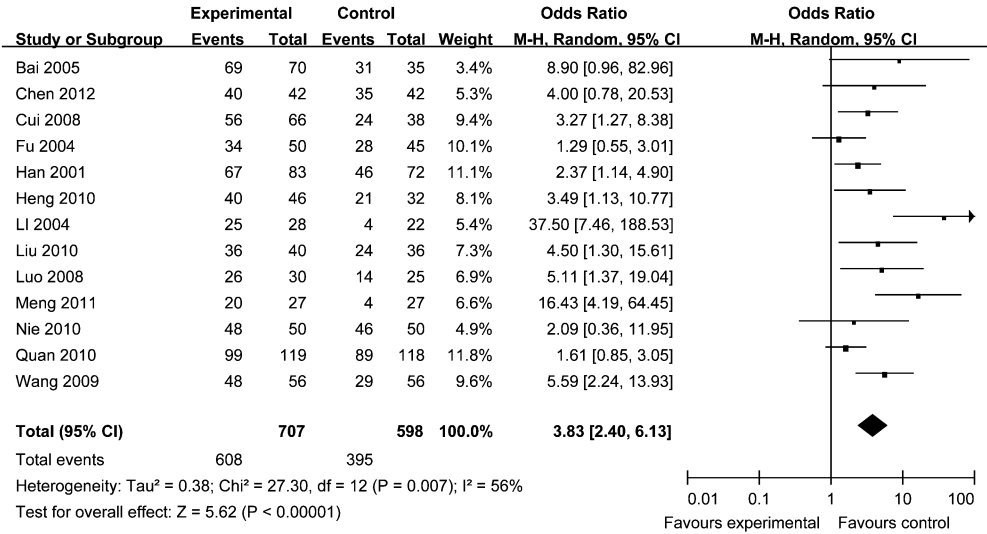 Experimental Control Odds Ratio Odds Ratio
Study or Subgroup Events Total Events Total Weight M-H, Random, 95% CI M-H, Random, 95% CI
Bai 2005 69 70 31 35 3.4% 8.90 [0.96, 82.96]
Chen 2012 40 42 35 42 5.3% 4.00 [0.78, 20.53]
Cui 2008 56 66 24 38 9.4% 3.27 [1.27, 8.38]
Fu 2004 34 50 28 45 10.1% 1.29 [0.55, 3.01]
Han 2001 67 83 46 72 11.1% 2.37 [1.14, 4.90]
Heng 2010 40 46 21 32 8.1% 3.49 [1.13, 10.77]
LI 2004 25 28 4 22 5.4% 37.50 [7.46, 188.53]
Liu 2010 36 40 24 36 7.3% 4.50 [1.30, 15.61]
Luo 2008 26 30 14 25 6.9% 5.11 [1.37, 19.04]
Meng 2011 20 27 4 27 6.6% 16.43 [4.19, 64.45]
Nie 2010 48 50 46 50 4.9% 2.09 [0.36, 11.95]
Quan 2010 99 119 89 118 11.8% 1.61 [0.85, 3.05]
Wang 2009 48 56 29 56 9.6% 5.59 [2.24, 13.93]
Total (95% CI) 707 598 100.0% 3.83 [2.40, 6.13]
Total events 608 395
Heterogeneity: Tau² = 0.38; Chi² = 27.30, df = 12 (P = 0.007); I² = 56%
Test for overall effect: Z = 5.62 (P < 0.00001)
0.01 0.1 1 10 100
Favours experimental Favours control